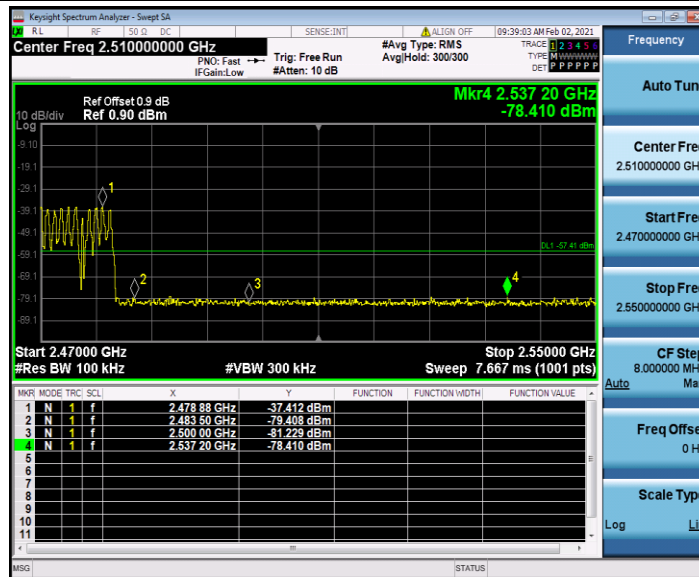 Keysight Spectrum Analyzer - Swept SA
RL RF 50 Ω DC SENSE:INT ALIGN OFF 09:39:03 AM Feb 02, 2021
Center Freq 2.510000000 GHz #Avg Type: RMS TRACE 1 2 3 4 5 6
PNO: Fast Trig: Free Run Avg|Hold: 300/300 TYPE M
IFGain:Low #Atten: 10 dB DET P P P P P P
Frequency
Ref Offset 0.9 dB Mkr4 2.537 20 GHz
10 dB/div Ref 0.90 dBm -78.410 dBm
Log
-9.10
-19.1
-29.1
-39.1
-49.1
-59.1
-69.1
-79.1
-89.1
1
2
3
4
DL1 -57.41 dBm
Start 2.47000 GHz Stop 2.55000 GHz
#Res BW 100 kHz #VBW 300 kHz Sweep 7.667 ms (1001 pts)
MKR MODE TRC SCL X Y FUNCTION FUNCTION WIDTH FUNCTION VALUE
1 N 1 f 2.478 88 GHz -37.412 dBm
2 N 1 f 2.483 50 GHz -79.408 dBm
3 N 1 f 2.500 00 GHz -81.229 dBm
4 N 1 f 2.537 20 GHz -78.410 dBm
5
6
7
8
9
10
11
MSG STATUS
Auto Tun
Center Fre
2.510000000 GH
Start Fre
2.470000000 GH
Stop Fre
2.550000000 GH
CF Step
8.000000 MH
Auto Ma
Freq Offse
0 H
Scale Type
Log Li